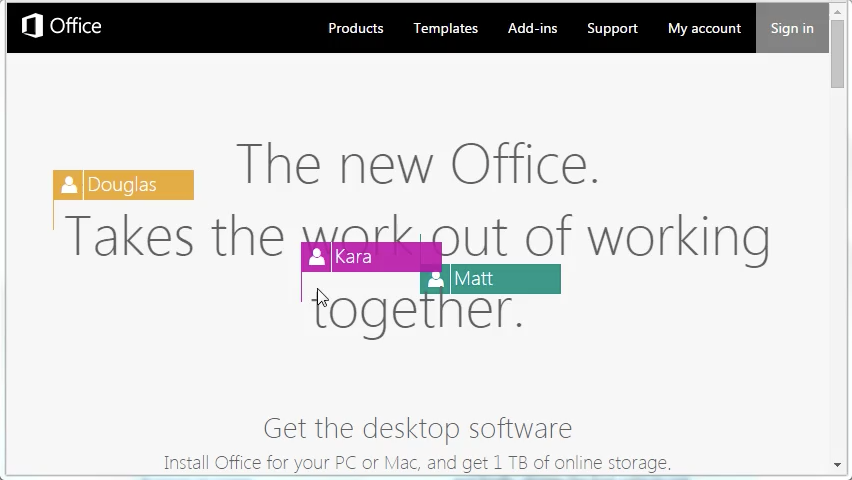 Office Products Templates Add-ins Support My account Sign in
The new Office.
Douglas
Takes the work out of working
Kara
Matt
together.
Get the desktop software
Install Office for your PC or Mac, and get 1 TB of online storage.